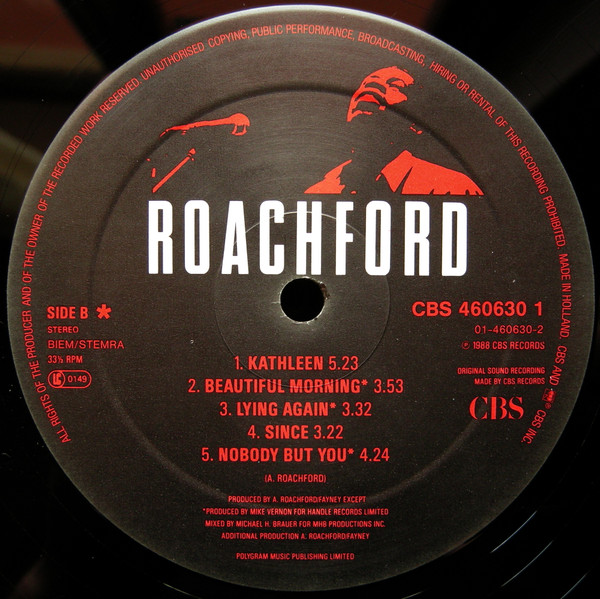 ALL RIGHTS OF THE PRODUCER AND OF THE OWNER OF THE RECORDED WORK RESERVED. UNAUTHORISED COPYING, PUBLIC PERFORMANCE, BROADCASTING, HIRING OR RENTAL OF THIS RECORDING PROHIBITED. MADE IN HOLLAND. CBS AND ® CBS INC.
ROACHFORD
SIDE B *
STEREO
BIEM/STEMRA
33⅓ RPM
LC 0149
CBS 460630 1
01-460630-2
℗ 1988 CBS RECORDS
ORIGINAL SOUND RECORDING
MADE BY CBS RECORDS
CBS
1. KATHLEEN 5.23
2. BEAUTIFUL MORNING* 3.53
3. LYING AGAIN* 3.32
4. SINCE 3.22
5. NOBODY BUT YOU* 4.24
(A. ROACHFORD)
PRODUCED BY A. ROACHFORD/FAYNEY EXCEPT
*PRODUCED BY MIKE VERNON FOR HANDLE RECORDS LIMITED
MIXED BY MICHAEL H. BRAUER FOR MHB PRODUCTIONS INC.
ADDITIONAL PRODUCTION A. ROACHFORD/FAYNEY
POLYGRAM MUSIC PUBLISHING LIMITED